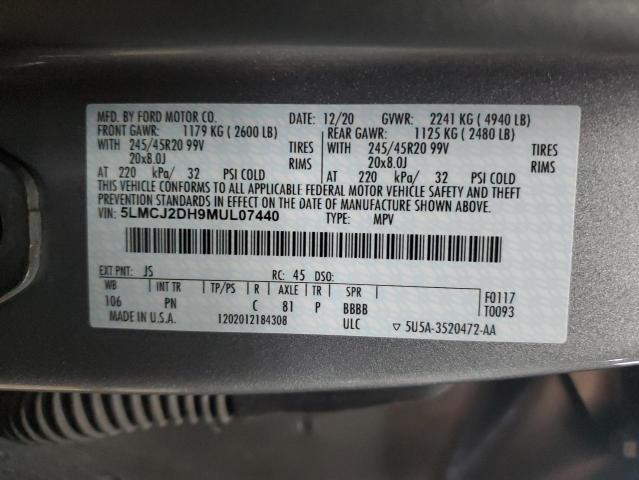 MFD. BY FORD MOTOR CO. DATE: 12/20 GVWR: 2241 KG ( 4940 LB)
FRONT GAWR: 1179 KG ( 2600 LB) REAR GAWR: 1125 KG ( 2480 LB)
WITH 245/45R20 99V TIRES WITH 245/45R20 99V TIRES
20x8.0J RIMS 20x8.0J RIMS
AT 220 kPa/ 32 PSI COLD AT 220 kPa/ 32 PSI COLD
THIS VEHICLE CONFORMS TO ALL APPLICABLE FEDERAL MOTOR VEHICLE SAFETY AND THEFT
PREVENTION STANDARDS IN EFFECT ON THE DATE OF MANUFACTURE SHOWN ABOVE.
VIN: 5LMCJ2DH9MUL07440 TYPE: MPV
EXT PNT: JS RC: 45 DSO:
WB INT TR TP/PS R AXLE TR SPR F0117
106 PN C 81 P BBBB T0093
MADE IN U.S.A. 1202012184308 ULC ▽ 5U5A-3520472-AA